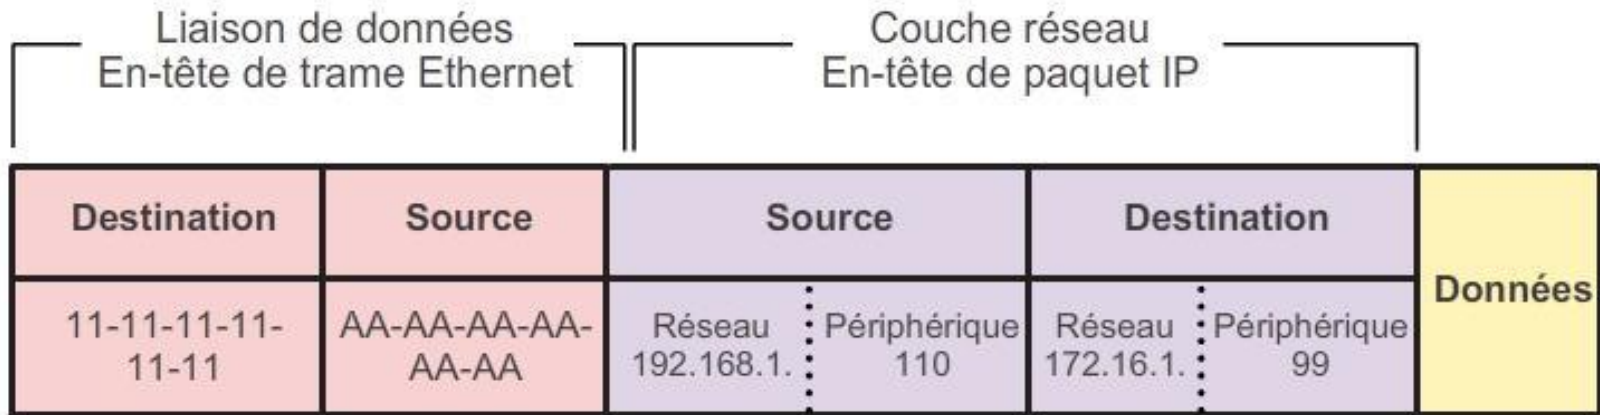 Liaison de données
En-tête de trame Ethernet
Couche réseau
En-tête de paquet IP
Destination
Source
Source
Destination
Données
11-11-11-11-
11-11
AA-AA-AA-AA-
AA-AA
Réseau
192.168.1.
Périphérique
110
Réseau
172.16.1.
Périphérique
99